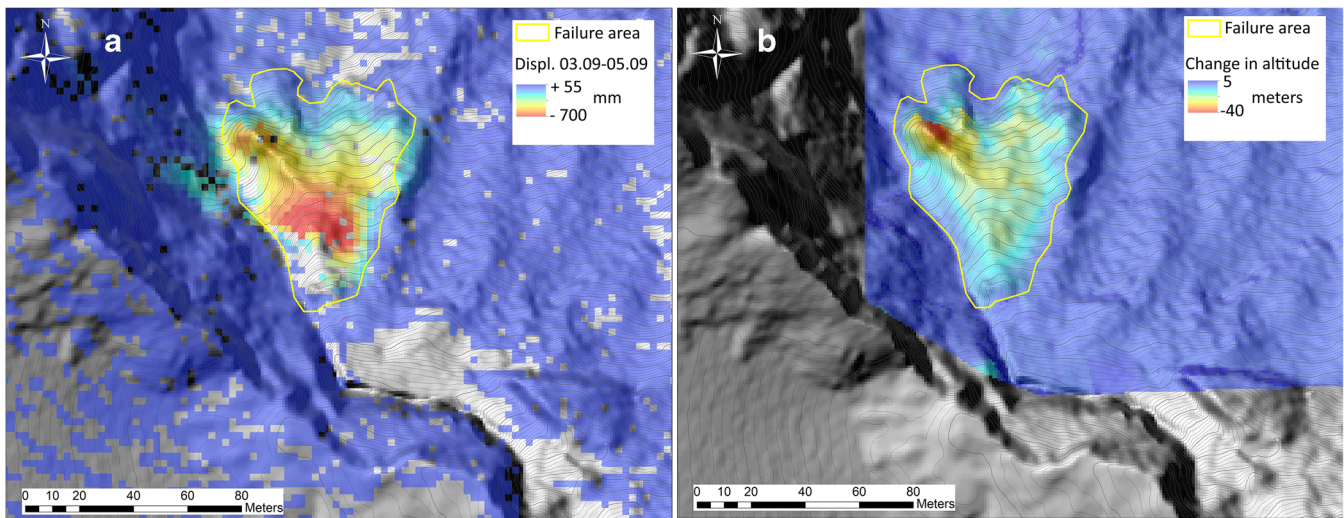 N
a
Failure area
Displ. 03.09-05.09
+ 55
mm
- 700
0 10 20 40 60 80
Meters
N
b
Failure area
Change in altitude
5
meters
-40
0 10 20 40 60 80
Meters